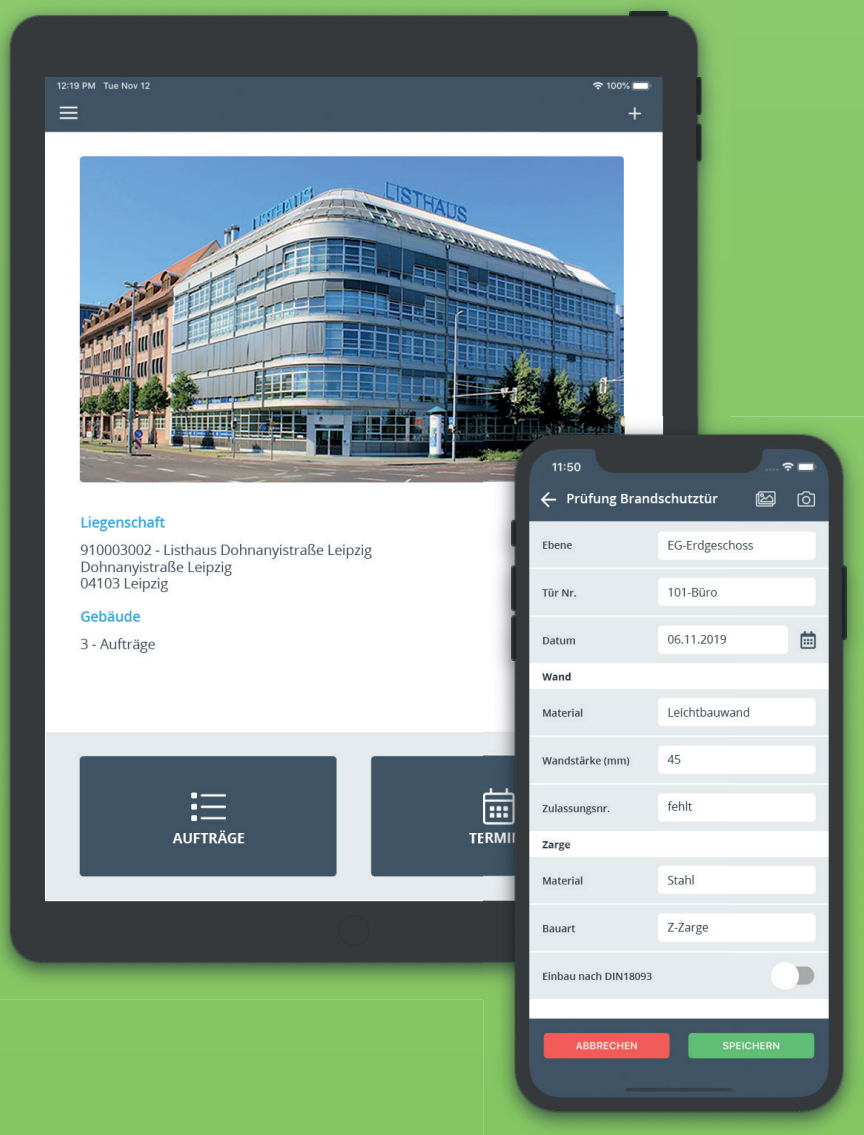 12:19 PM Tue Nov 12
100%
LISTHAUS
LISTHAUS
Liegenschaft
910003002 - Listhaus Dohnanyistraße Leipzig
Dohnanyistraße Leipzig
04103 Leipzig
Gebäude
3 - Aufträge
AUFTRÄGE
11:50
Prüfung Brandschutztür
Ebene
EG-Erdgeschoss
Tür Nr.
101-Büro
Datum
06.11.2019
Wand
Material
Leichtbauwand
Wandstärke (mm)
45
Zulassungsnr.
fehlt
Zarge
Material
Stahl
Bauart
Z-Zarge
Einbau nach DIN18093
ABBRECHEN
SPEICHERN